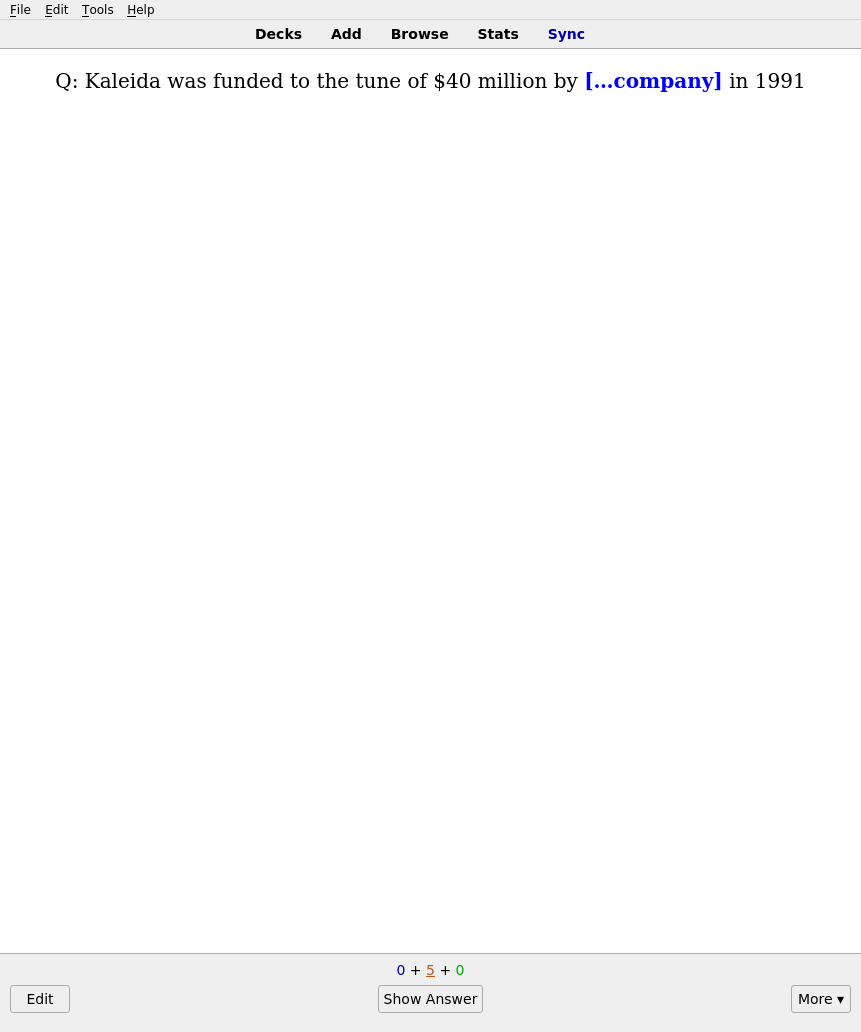 File Edit Tools Help
Decks Add Browse Stats Sync
Q: Kaleida was funded to the tune of $40 million by [...company] in 1991
0 + 5 + 0
Edit Show Answer More ▾